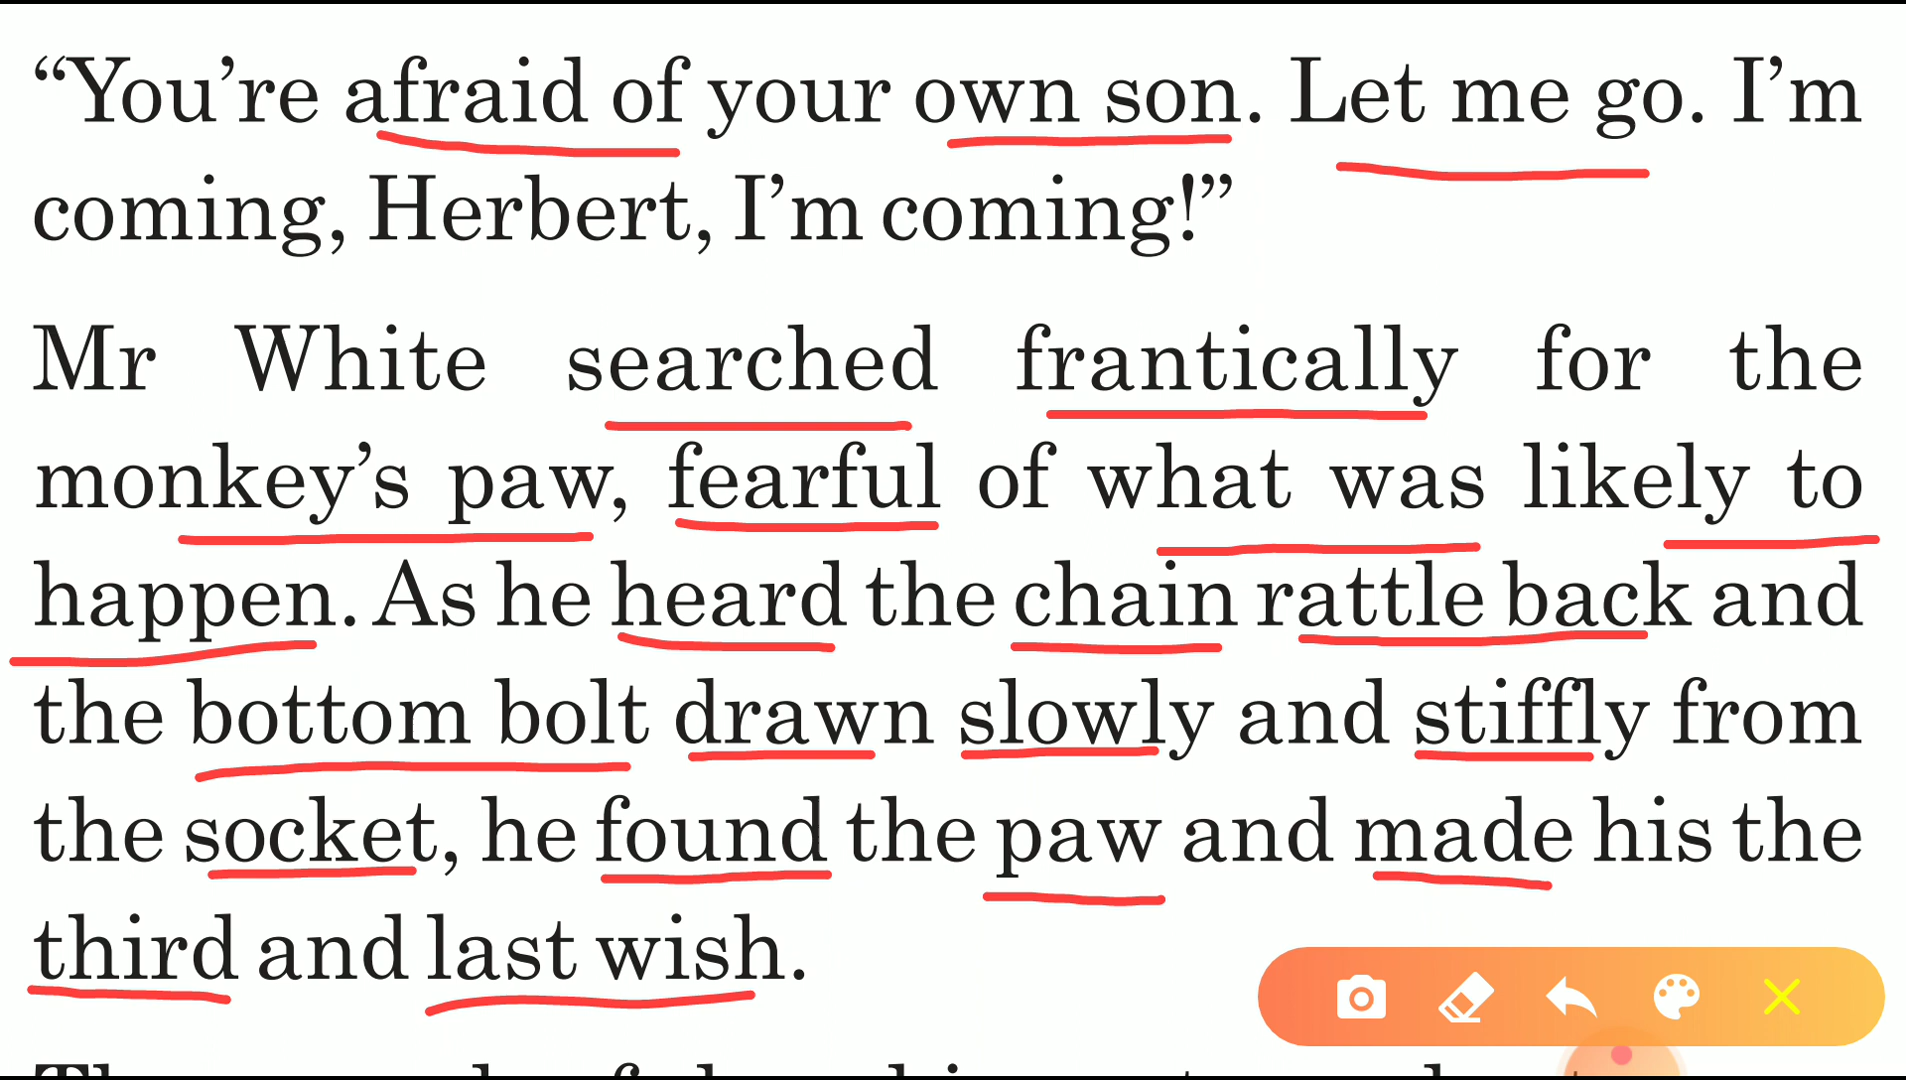 “You’re afraid of your own son. Let me go. I’m
coming, Herbert, I’m coming!”
Mr White searched frantically for the
monkey’s paw, fearful of what was likely to
happen. As he heard the chain rattle back and
the bottom bolt drawn slowly and stiffly from
the socket, he found the paw and made his the
third and last wish.